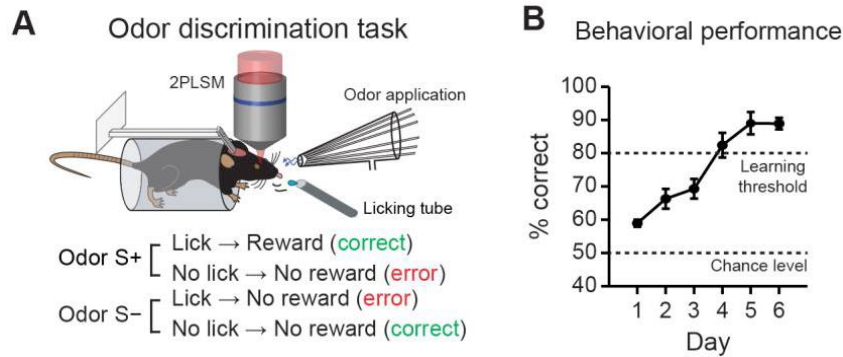 A
Odor discrimination task
2PLSM
Odor application
Licking tube
Odor S+
Lick → Reward (correct)
No lick → No reward (error)
Odor S−
Lick → No reward (error)
No lick → No reward (correct)
B
Behavioral performance
% correct
100
90
80
70
60
50
40
Learning
threshold
Chance level
1 2 3 4 5 6
Day